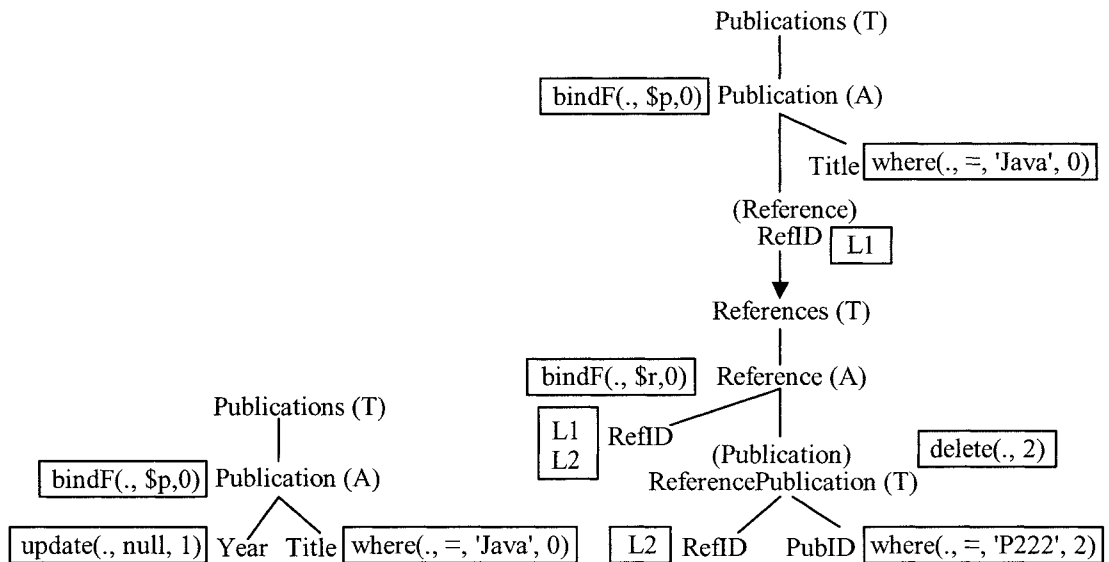 Publications (T)
bindF(., $p,0) Publication (A)
Title where(., =, 'Java', 0)
(Reference)
RefID L1
References (T)
bindF(., $r,0) Reference (A)
L1
L2
RefID
(Publication)
ReferencePublication (T)
delete(., 2)
L2 RefID PubID where(., =, 'P222', 2)
Publications (T)
bindF(., $p,0) Publication (A)
update(., null, 1) Year Title where(., =, 'Java', 0)